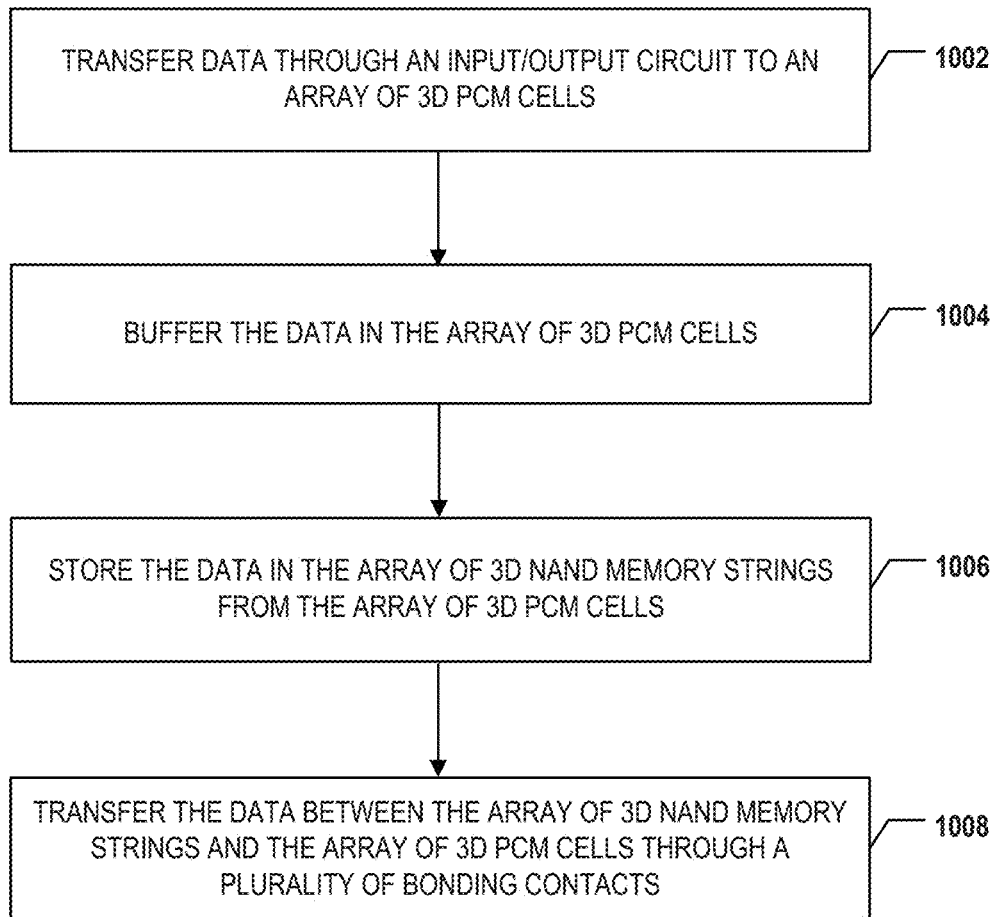 TRANSFER DATA THROUGH AN INPUT/OUTPUT CIRCUIT TO AN
ARRAY OF 3D PCM CELLS
1002
BUFFER THE DATA IN THE ARRAY OF 3D PCM CELLS
1004
STORE THE DATA IN THE ARRAY OF 3D NAND MEMORY STRINGS
FROM THE ARRAY OF 3D PCM CELLS
1006
TRANSFER THE DATA BETWEEN THE ARRAY OF 3D NAND MEMORY
STRINGS AND THE ARRAY OF 3D PCM CELLS THROUGH A
PLURALITY OF BONDING CONTACTS
1008